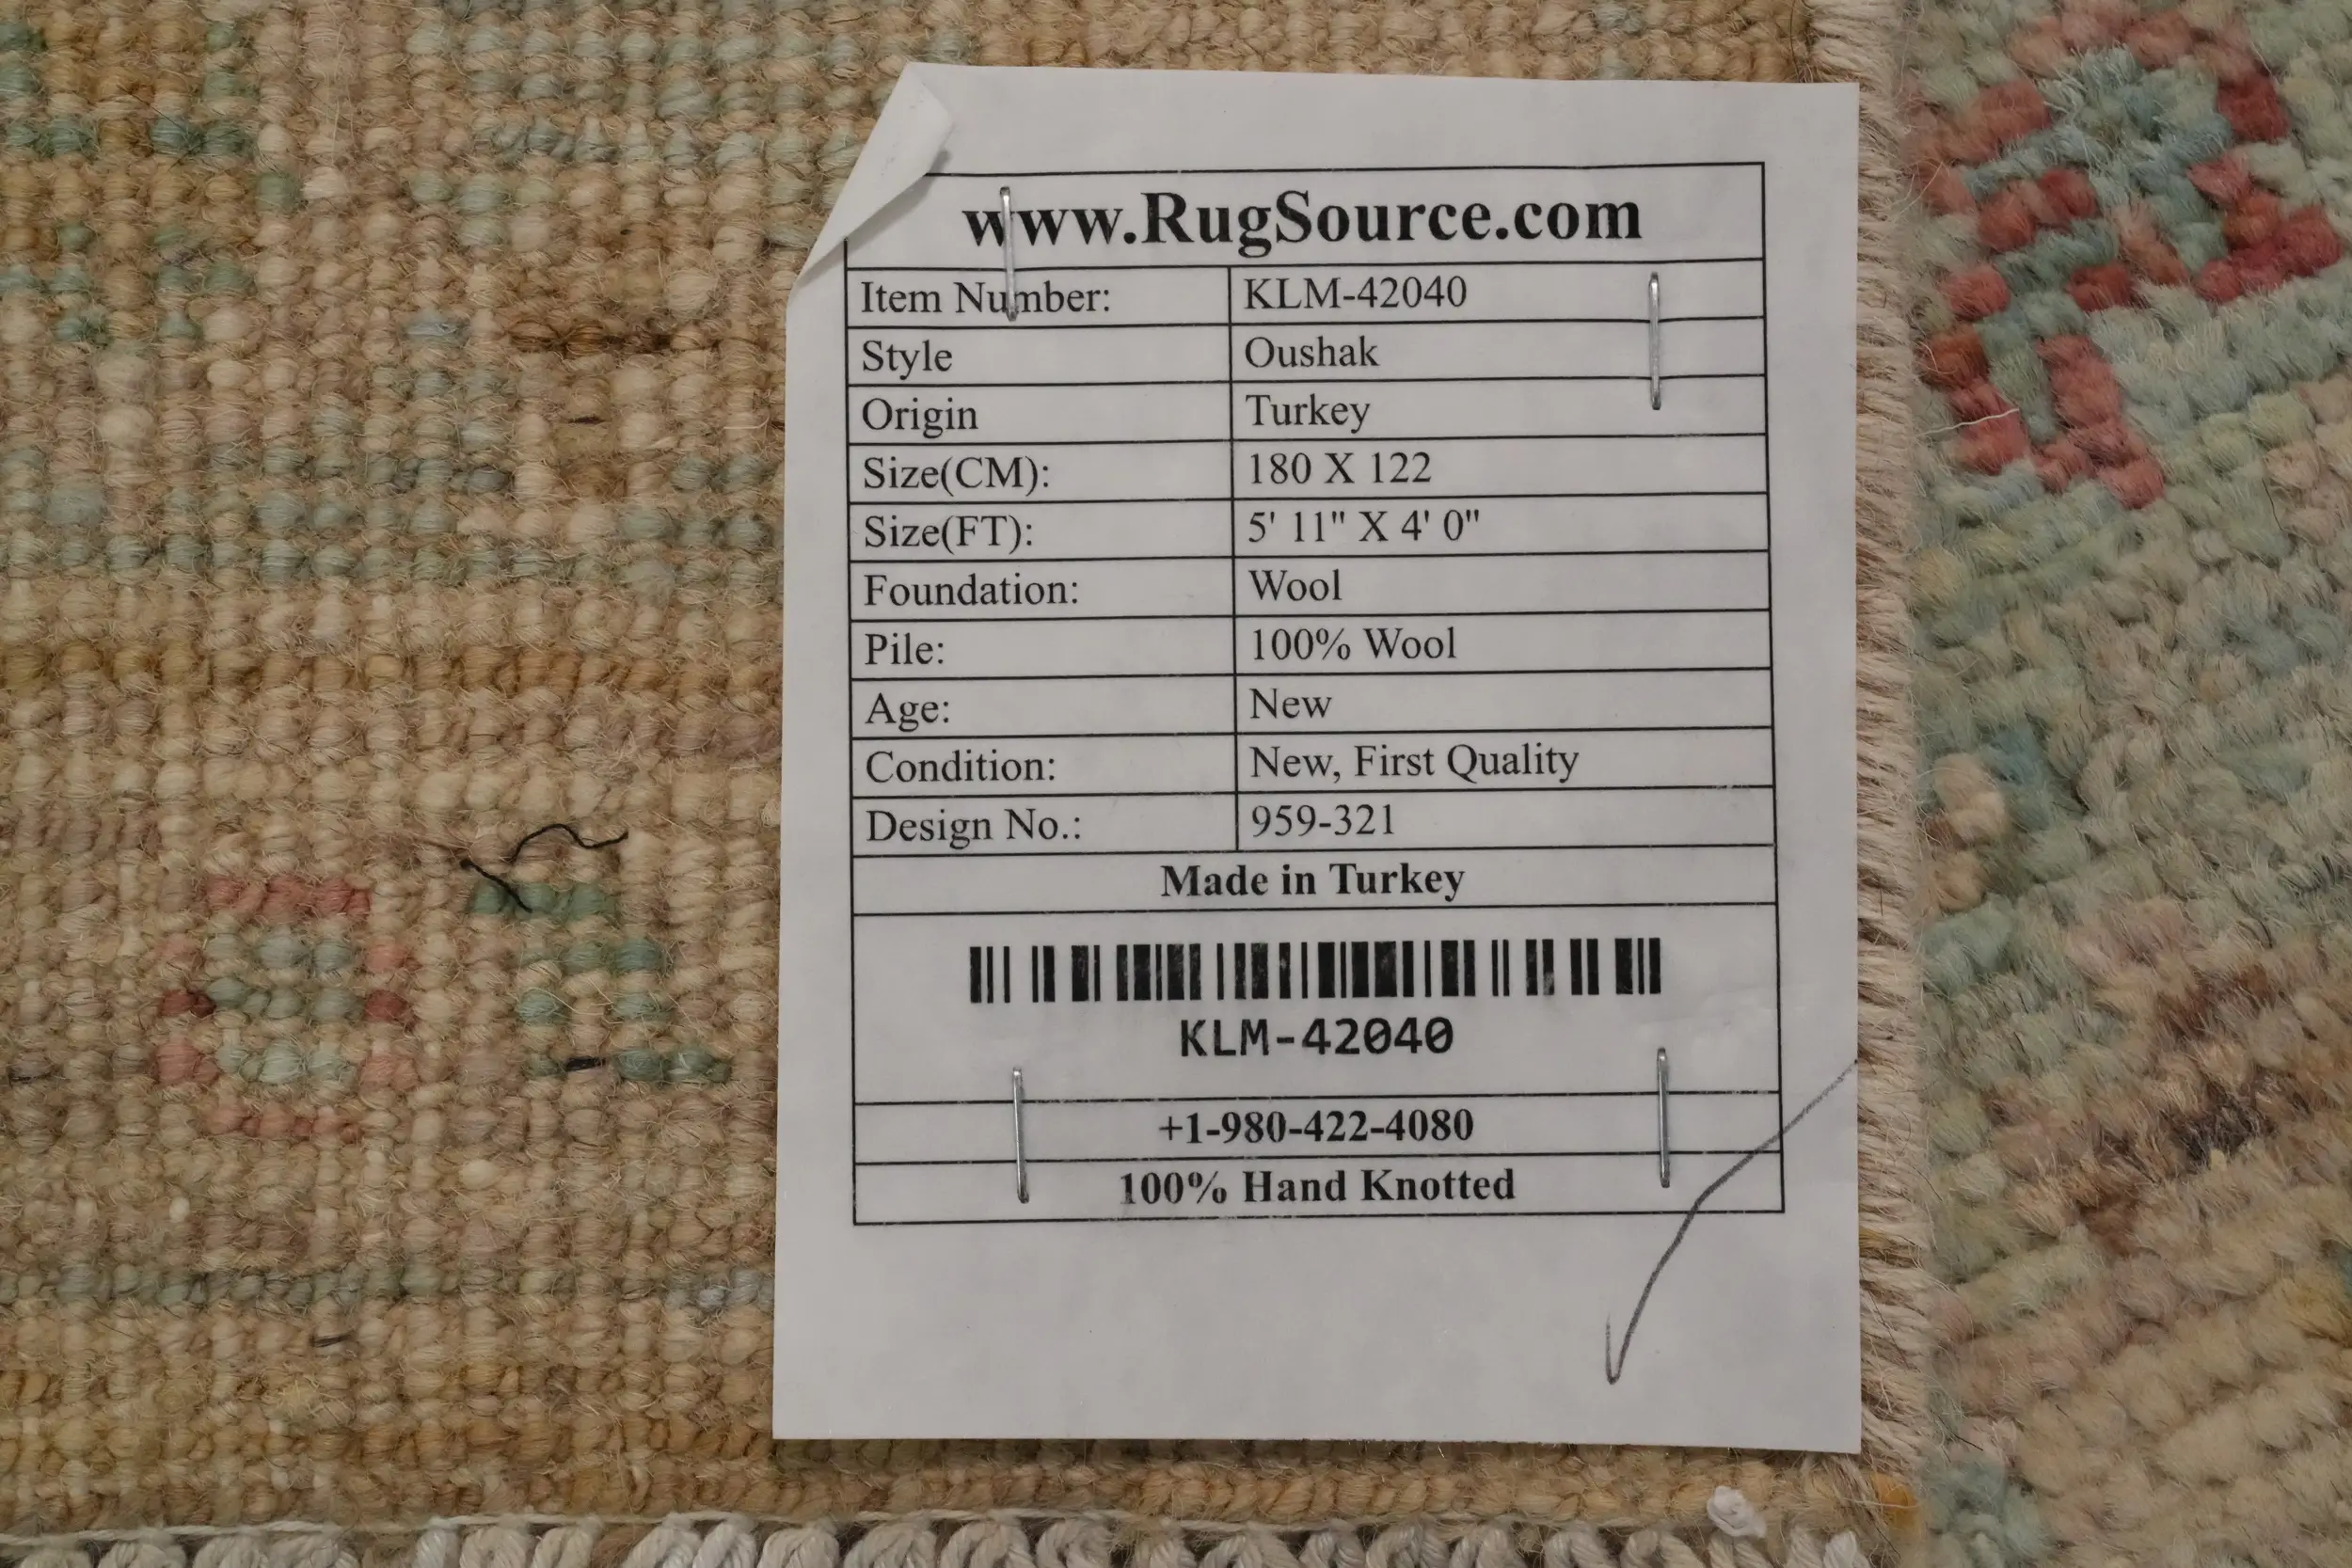 www.RugSource.com
Item Number: KLM-42040
Style Oushak
Origin Turkey
Size(CM): 180 X 122
Size(FT): 5' 11" X 4' 0"
Foundation: Wool
Pile: 100% Wool
Age: New
Condition: New, First Quality
Design No.: 959-321
Made in Turkey
KLM-42040
+1-980-422-4080
100% Hand Knotted